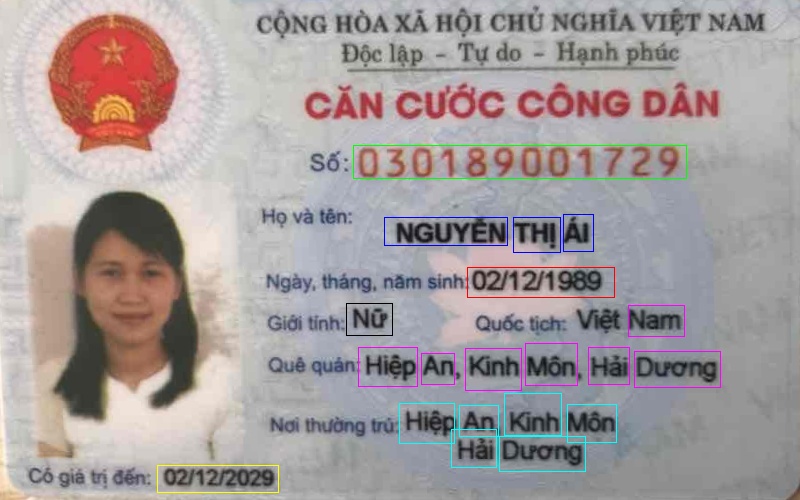 CỘNG HÒA XÃ HỘI CHỦ NGHĨA VIỆT NAM
Độc lập - Tự do - Hạnh phúc
CĂN CƯỚC CÔNG DÂN
Số: 030189001729
Họ và tên:
NGUYỄN THỊ ÁI
Ngày, tháng, năm sinh: 02/12/1989
Giới tính: Nữ Quốc tịch: Việt Nam
Quê quán: Hiệp An, Kinh Môn, Hải Dương
Nơi thường trú: Hiệp An, Kinh Môn
Hải Dương
Có giá trị đến: 02/12/2029